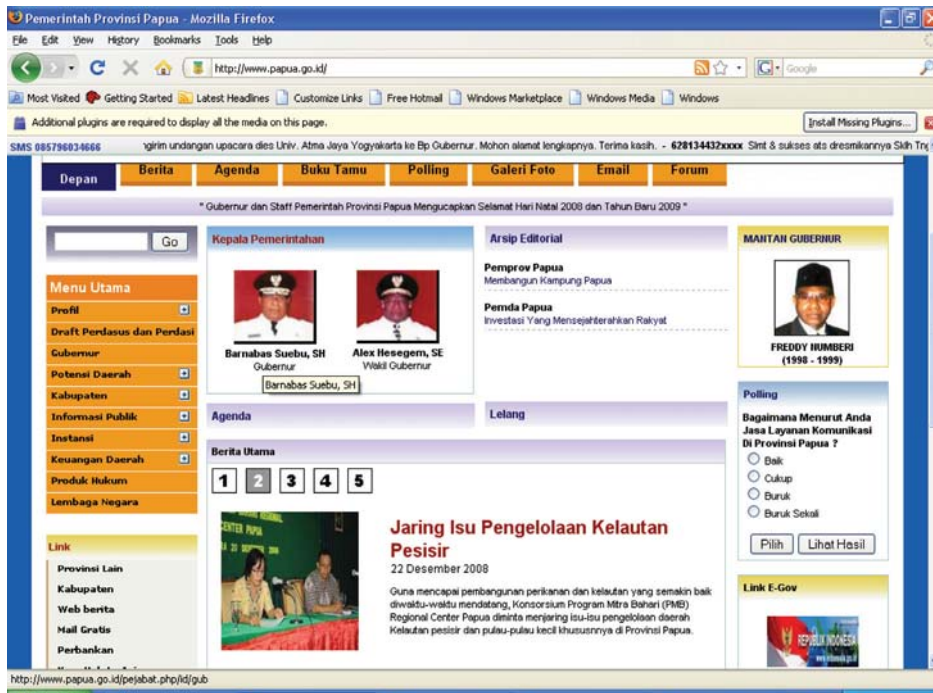 Pemerintah Provinsi Papua - Mozilla Firefox
File Edit View History Bookmarks Tools Help
http://www.papua.go.id/
Google
Most Visited Getting Started Latest Headlines Customize Links Free Hotmail Windows Marketplace Windows Media Windows
Additional plugins are required to display all the media on this page.
Install Missing Plugins...
SMS 085796034666 ngirim undangan upacara dies Univ. Atma Jaya Yogyakarta ke Bp Gubernur. Mohon alamat lengkapnya. Terima kasih. - 628134432xxxx Slmt & sukses ats dresmikannya Sklh
Depan Berita Agenda Buku Tamu Polling Galeri Foto Email Forum
" Gubernur dan Staff Pemerintah Provinsi Papua Mengucapkan Selamat Hari Natal 2008 dan Tahun Baru 2009 "
Go
Menu Utama
Profil
Draft Perdasus dan Perdasi
Gubernur
Potensi Daerah
Kabupaten
Informasi Publik
Instansi
Keuangan Daerah
Produk Hukum
Lembaga Negara
Link
Provinsi Lain
Kabupaten
Web berita
Mail Gratis
Perbankan
Kepala Pemerintahan
Barnabas Suebu, SH
Gubernur
Alex Hesegem, SE
Wakil Gubernur
Barnabas Suebu, SH
Arsip Editorial
Pemprov Papua
Membangun Kampung Papua
Pemda Papua
Investasi Yang Mensejahterahkan Rakyat
Agenda
Lelang
Berita Utama
1 2 3 4 5
CENTER PAPUA
Jaring Isu Pengelolaan Kelautan
Pesisir
22 Desember 2008
Guna mencapai pembangunan perikanan dan kelautan yang semakin baik
diwaktu-waktu mendatang, Konsorsium Program Mitra Bahari (PMB)
Regional Center Papua diminta menjaring isu-isu pengelolaan daerah
Kelautan pesisir dan pulau-pulau kecil khususnnya di Provinsi Papua.
MANTAN GUBERNUR
FREDDY NUMBERI
(1998 - 1999)
Polling
Bagaimana Menurut Anda
Jasa Layanan Komunikasi
Di Provinsi Papua ?
Baik
Cukup
Buruk
Buruk Sekali
Pilih Lihat Hasil
Link E-Gov
REPUBLIK INDONESIA
www.indonesia.go.id
http://www.papua.go.id/pejabat.php/id/gub